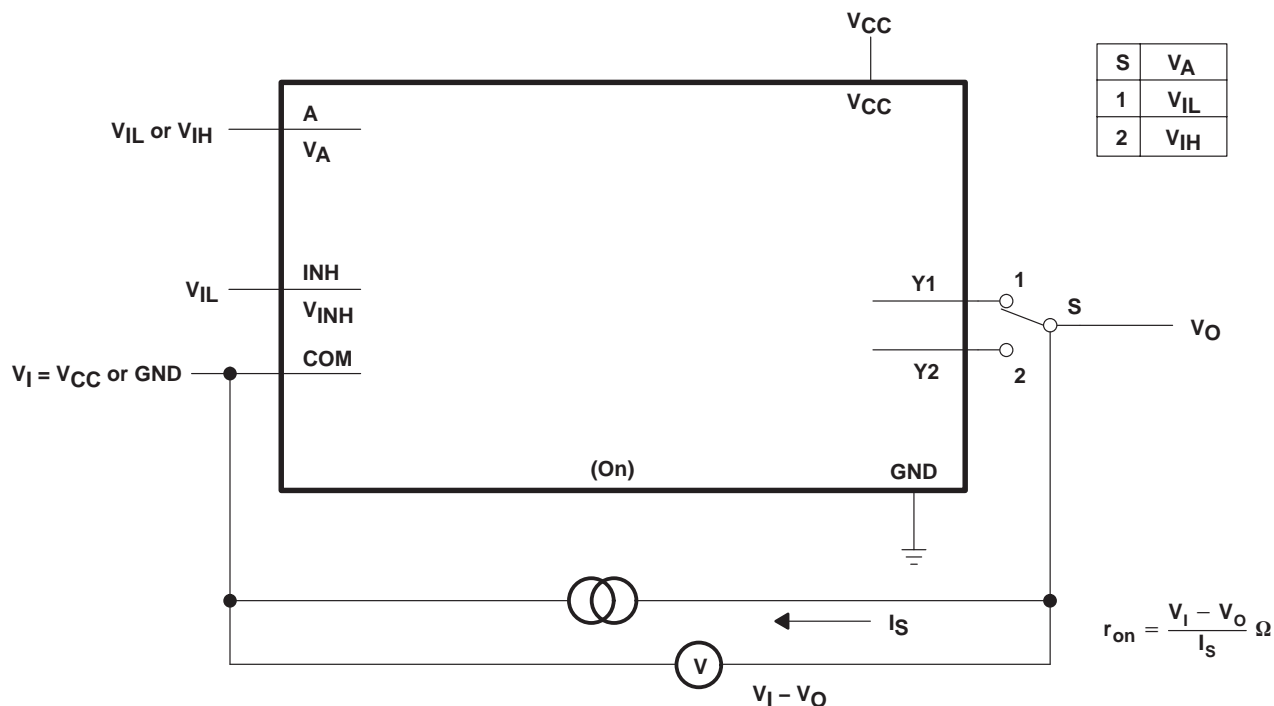 VCC
S VA
1 VIL
2 VIH
VCC
A
VIL or VIH
VA
INH
VIL
VINH
Y1
1
S
VO
COM
VI = VCC or GND
Y2
2
(On)
GND
IS
ron = VI – VO / IS Ω
V
VI – VO